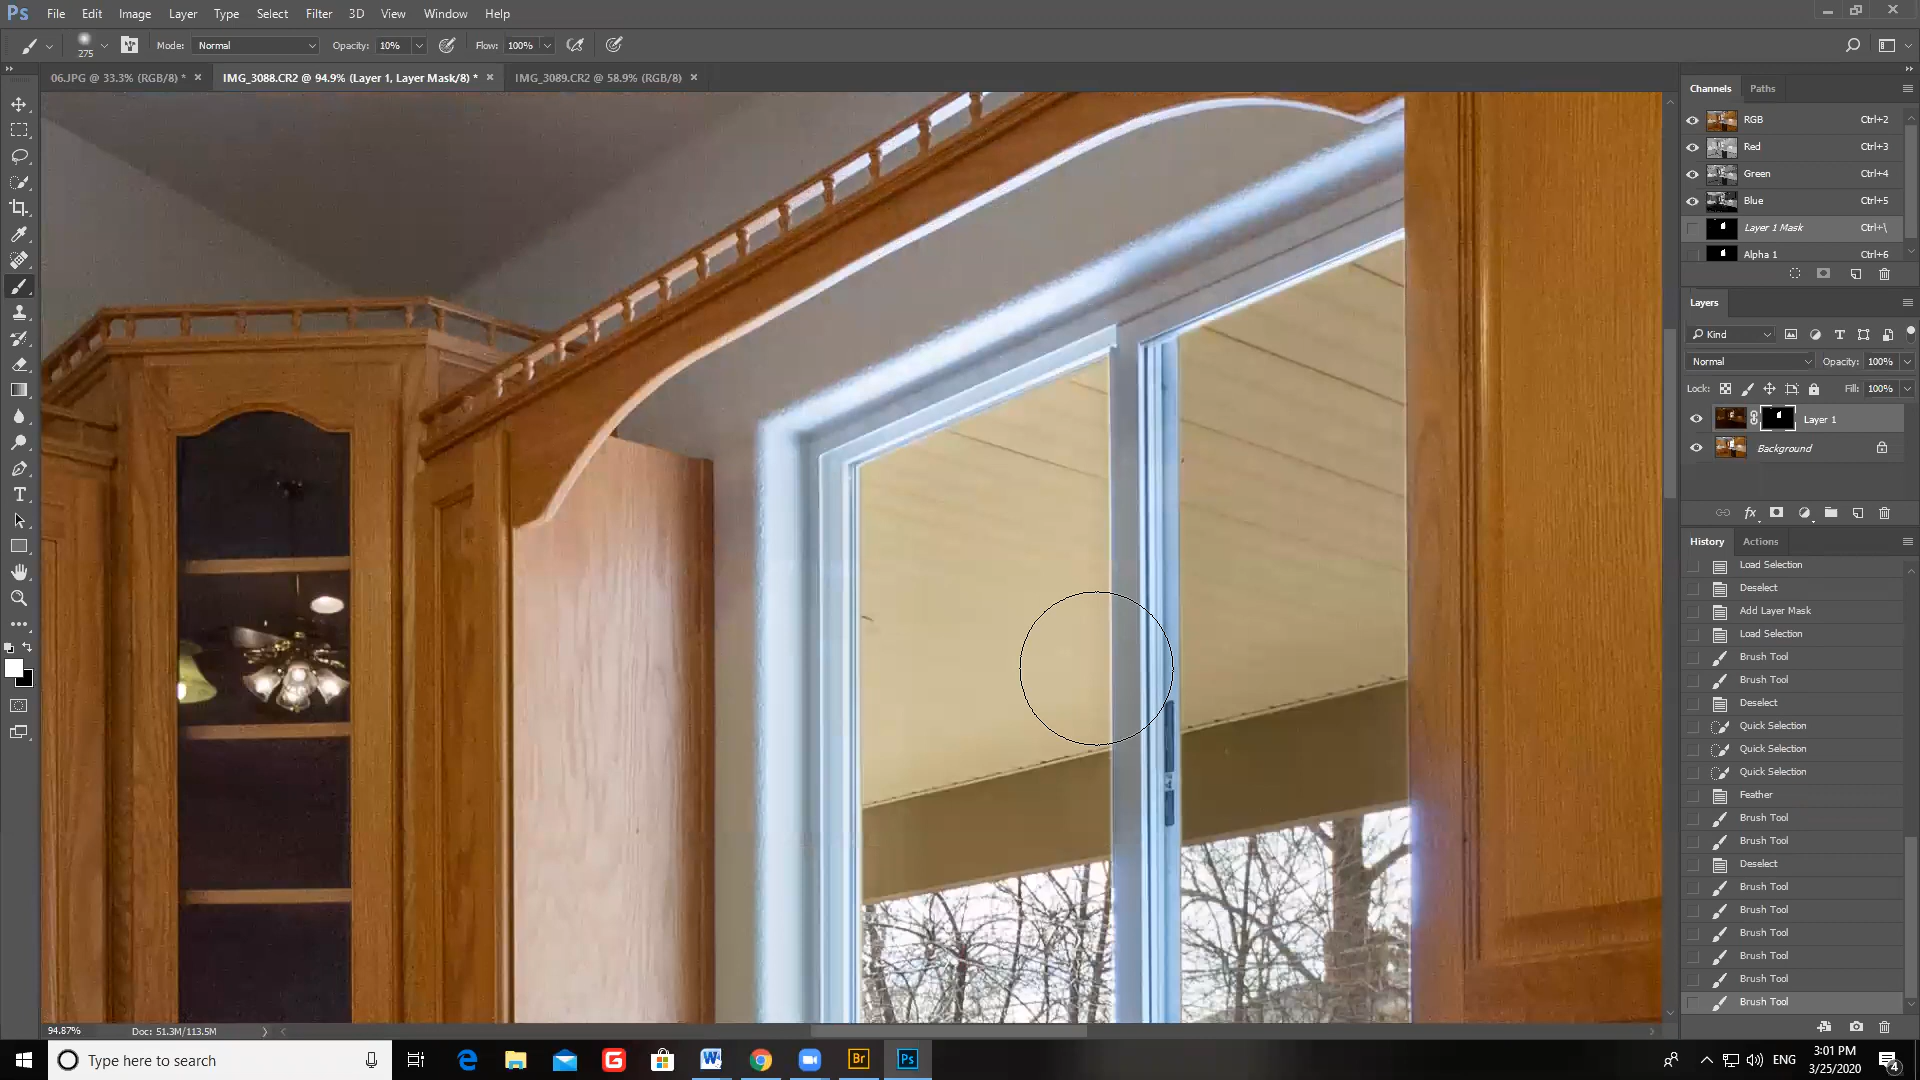 Ps File Edit Image Layer Type Select Filter 3D View Window Help
275 Mode: Normal Opacity: 10% Flow: 100%
06.JPG @ 33.3% (RGB/8) * × IMG_3088.CR2 @ 94.9% (Layer 1, Layer Mask/8) * × IMG_3089.CR2 @ 58.9% (RGB/8) ×
Channels Paths
RGB Ctrl+2
Red Ctrl+3
Green Ctrl+4
Blue Ctrl+5
Layer 1 Mask Ctrl+\
Alpha 1 Ctrl+6
Layers
Kind
Normal Opacity: 100%
Lock: Fill: 100%
Layer 1
Background
fx
History Actions
Load Selection
Deselect
Add Layer Mask
Load Selection
Brush Tool
Brush Tool
Deselect
Quick Selection
Quick Selection
Quick Selection
Feather
Brush Tool
Brush Tool
Deselect
Brush Tool
Brush Tool
Brush Tool
Brush Tool
Brush Tool
Brush Tool
94.87% Doc: 51.3M/113.5M
Type here to search
Br Ps
ENG
3:01 PM
3/25/2020
4